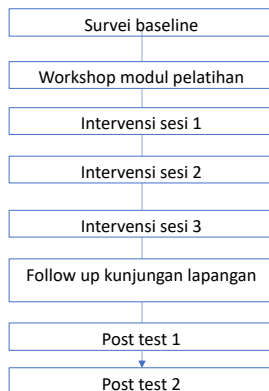 Survei baseline
Workshop modul pelatihan
Intervensi sesi 1
Intervensi sesi 2
Intervensi sesi 3
Follow up kunjungan lapangan
Post test 1
Post test 2